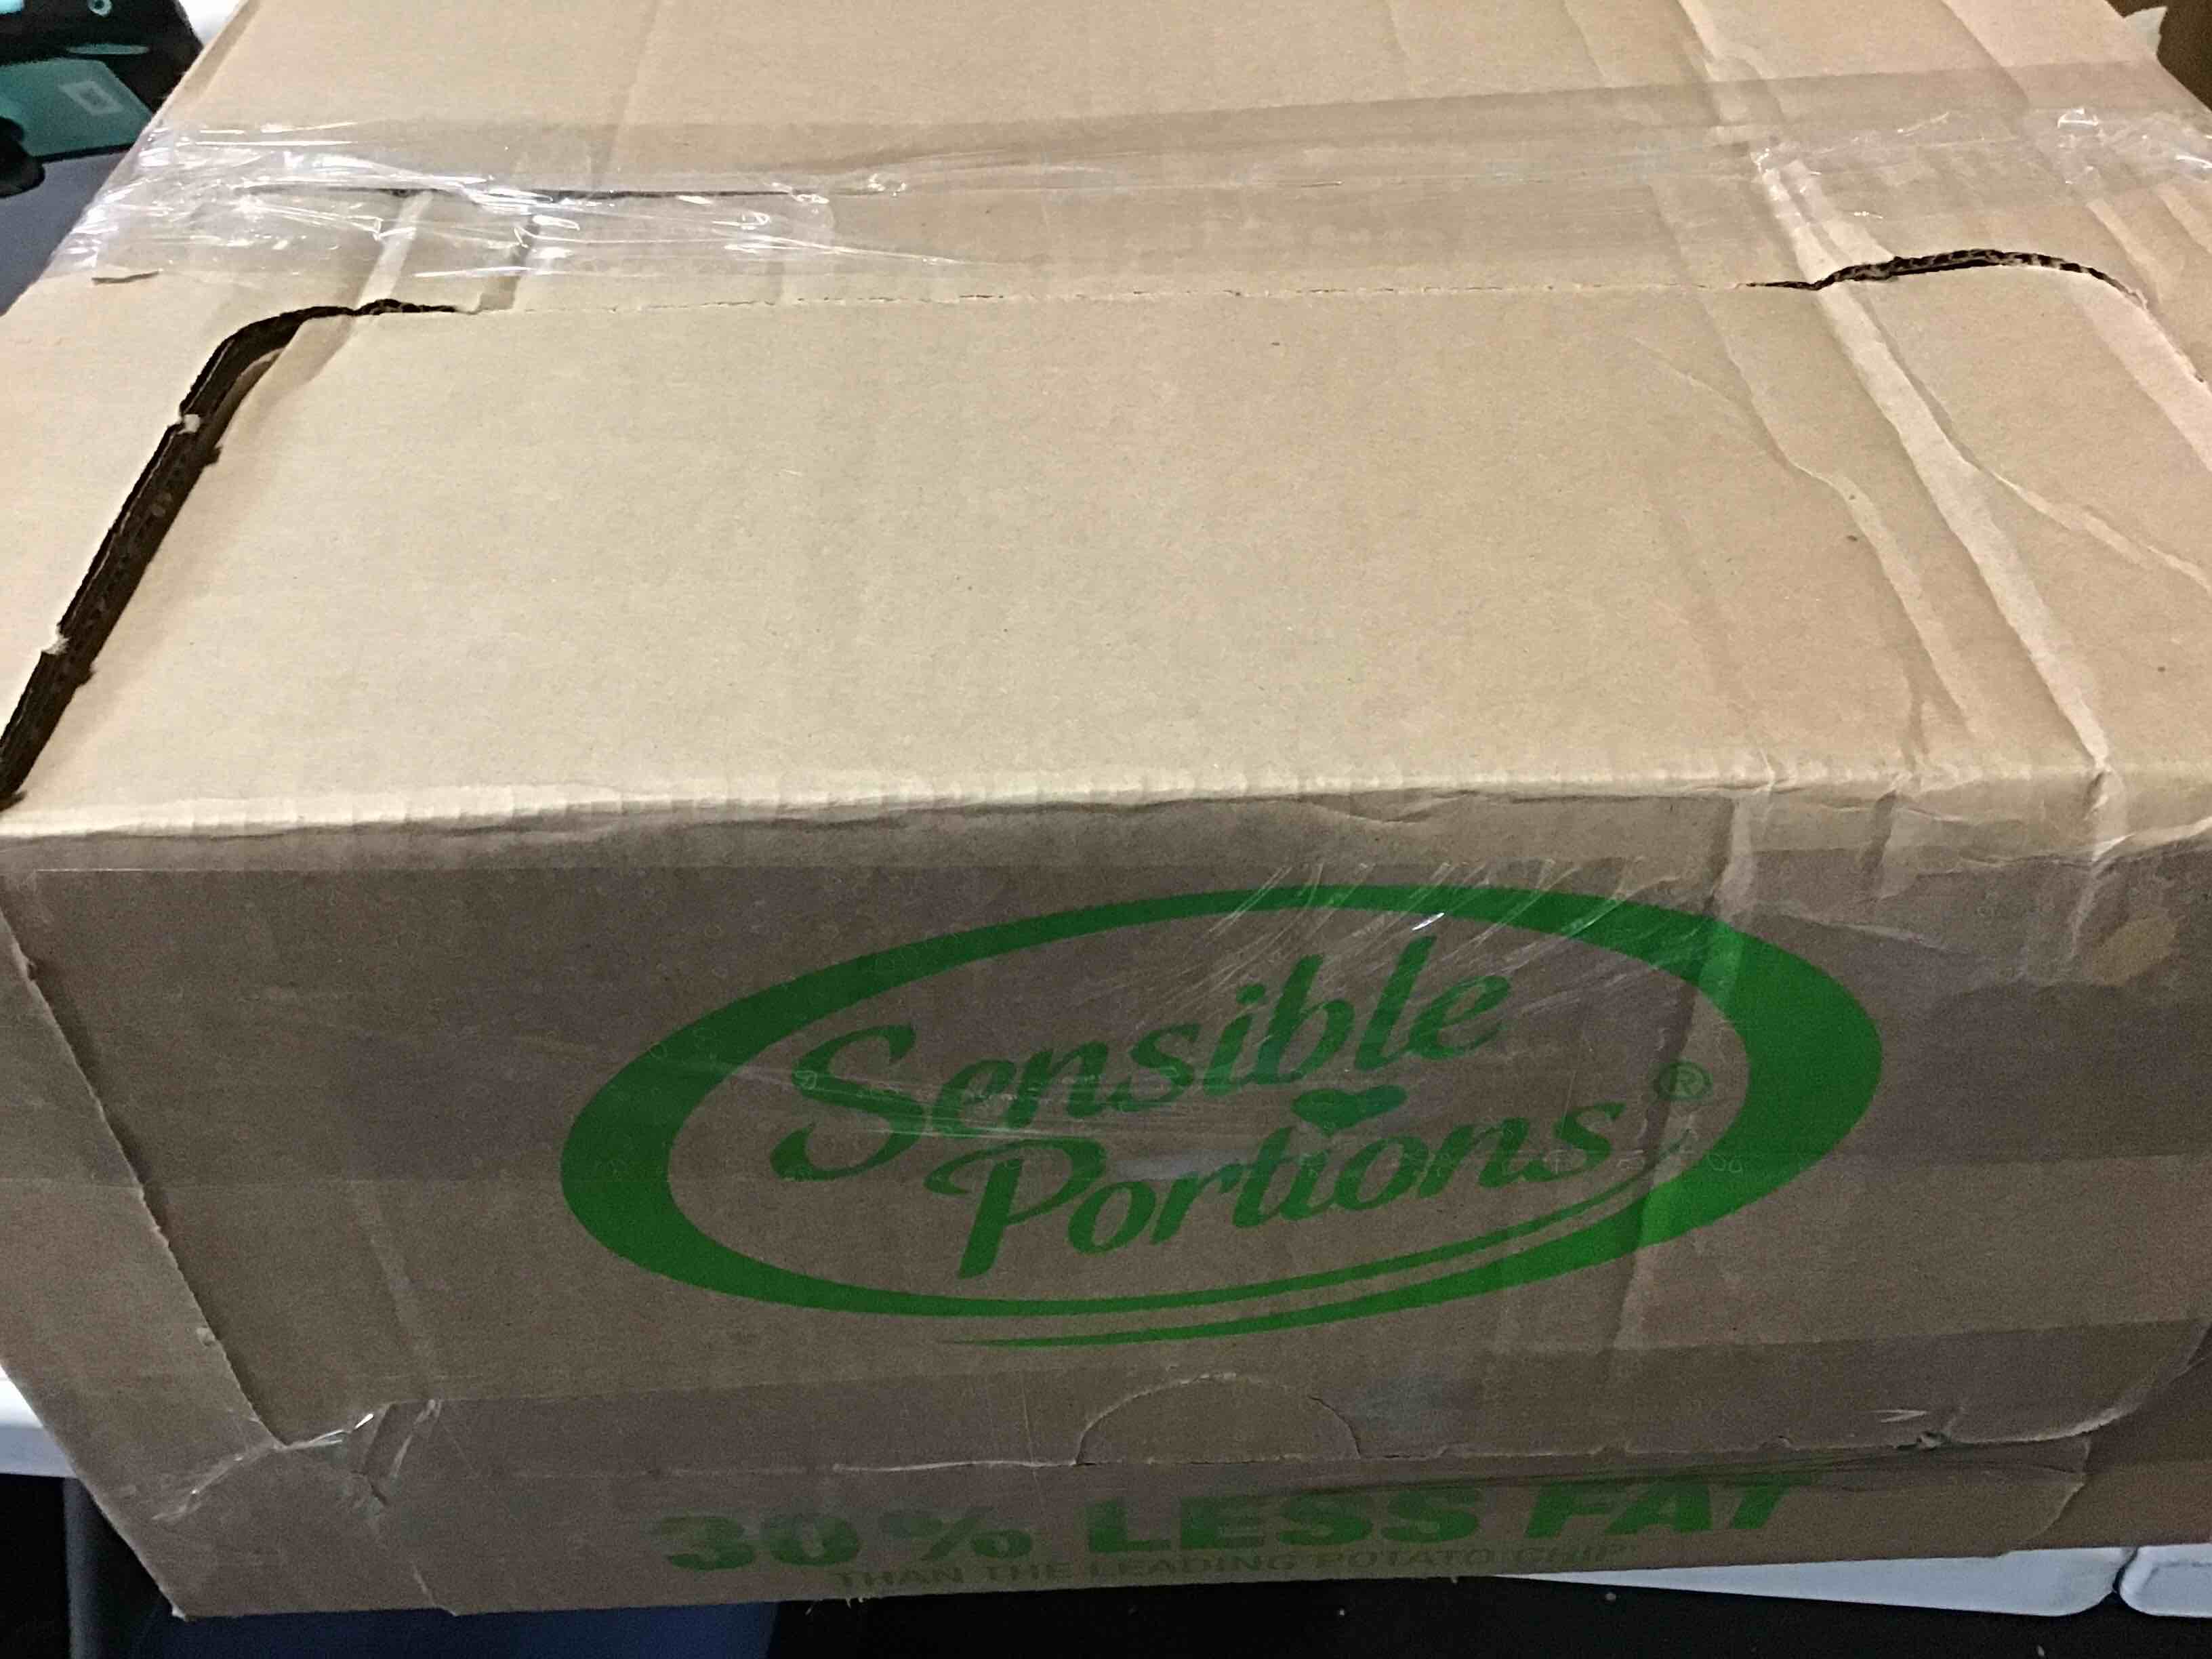 Sensible
Portions®
30% LESS FAT
THAN THE LEADING POTATO CHIP*